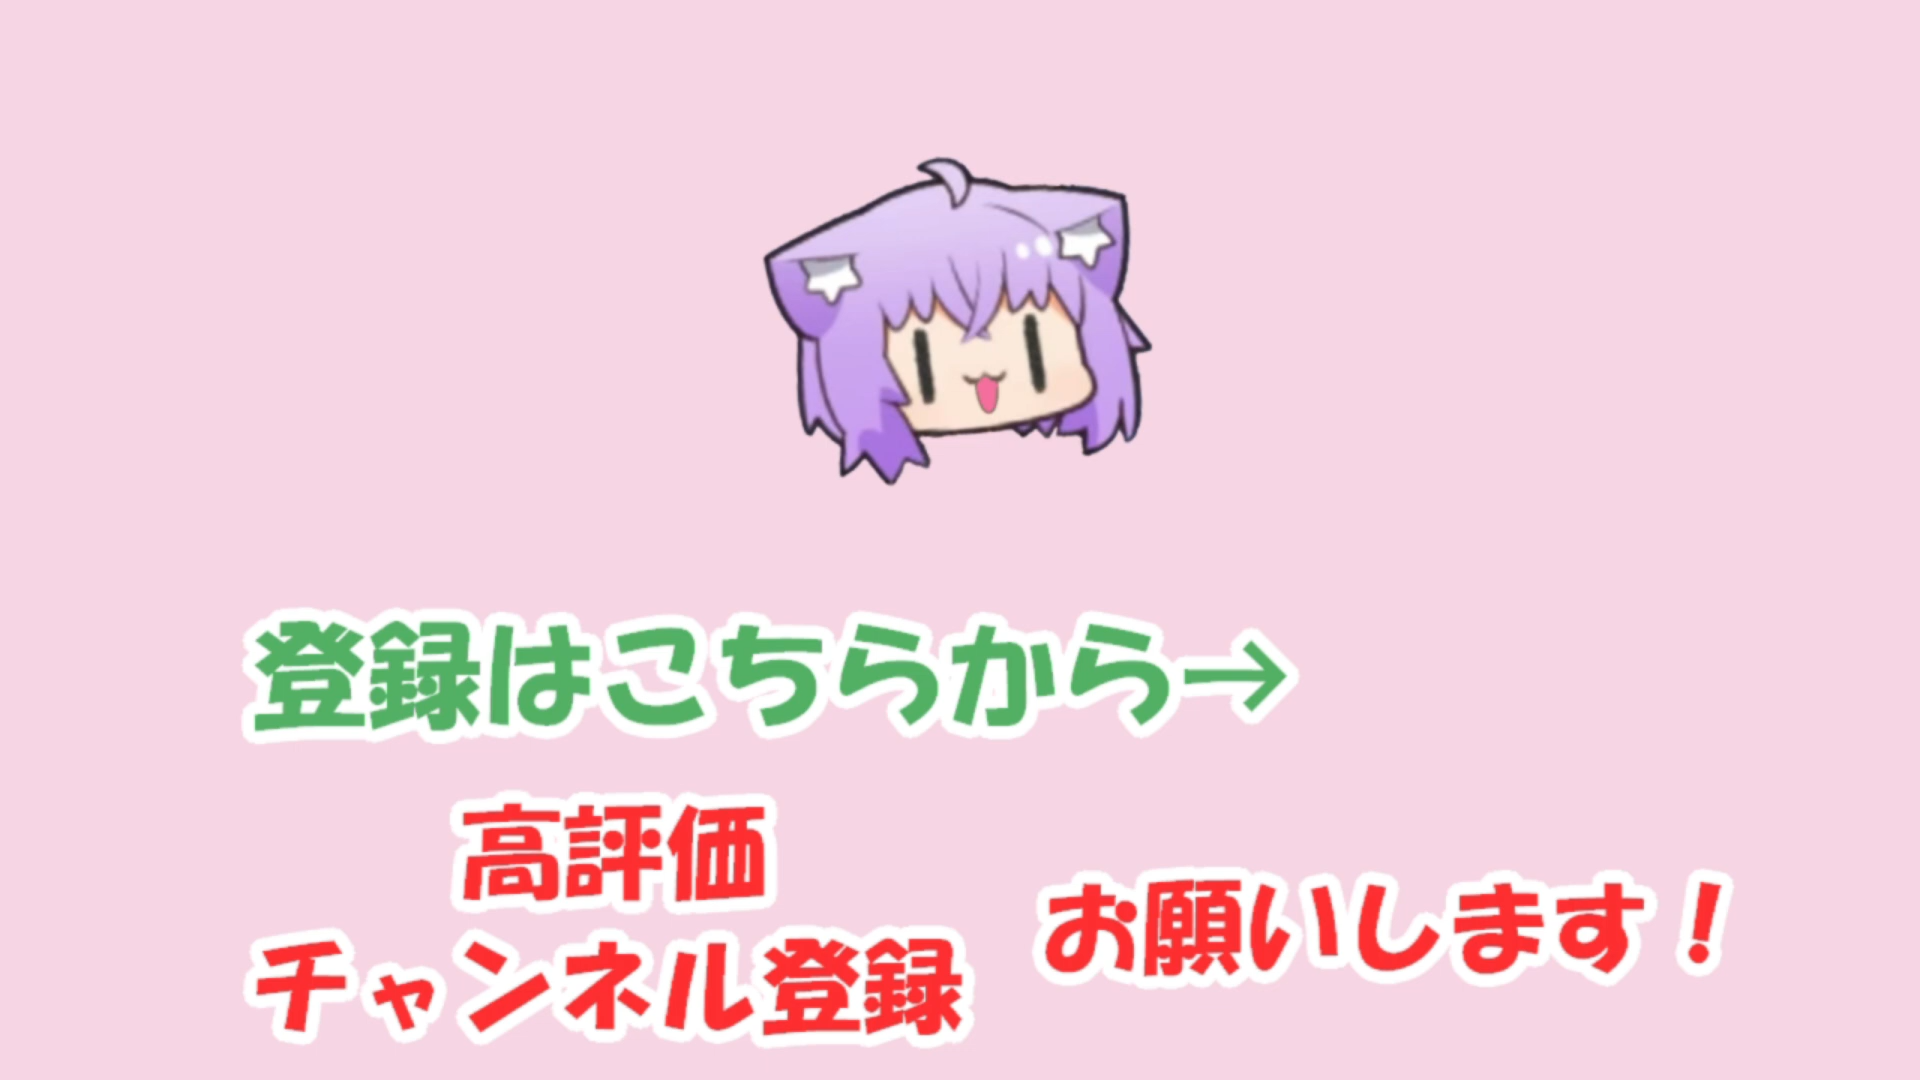 登録はこちらから→
高評価
チャンネル登録
お願いします！